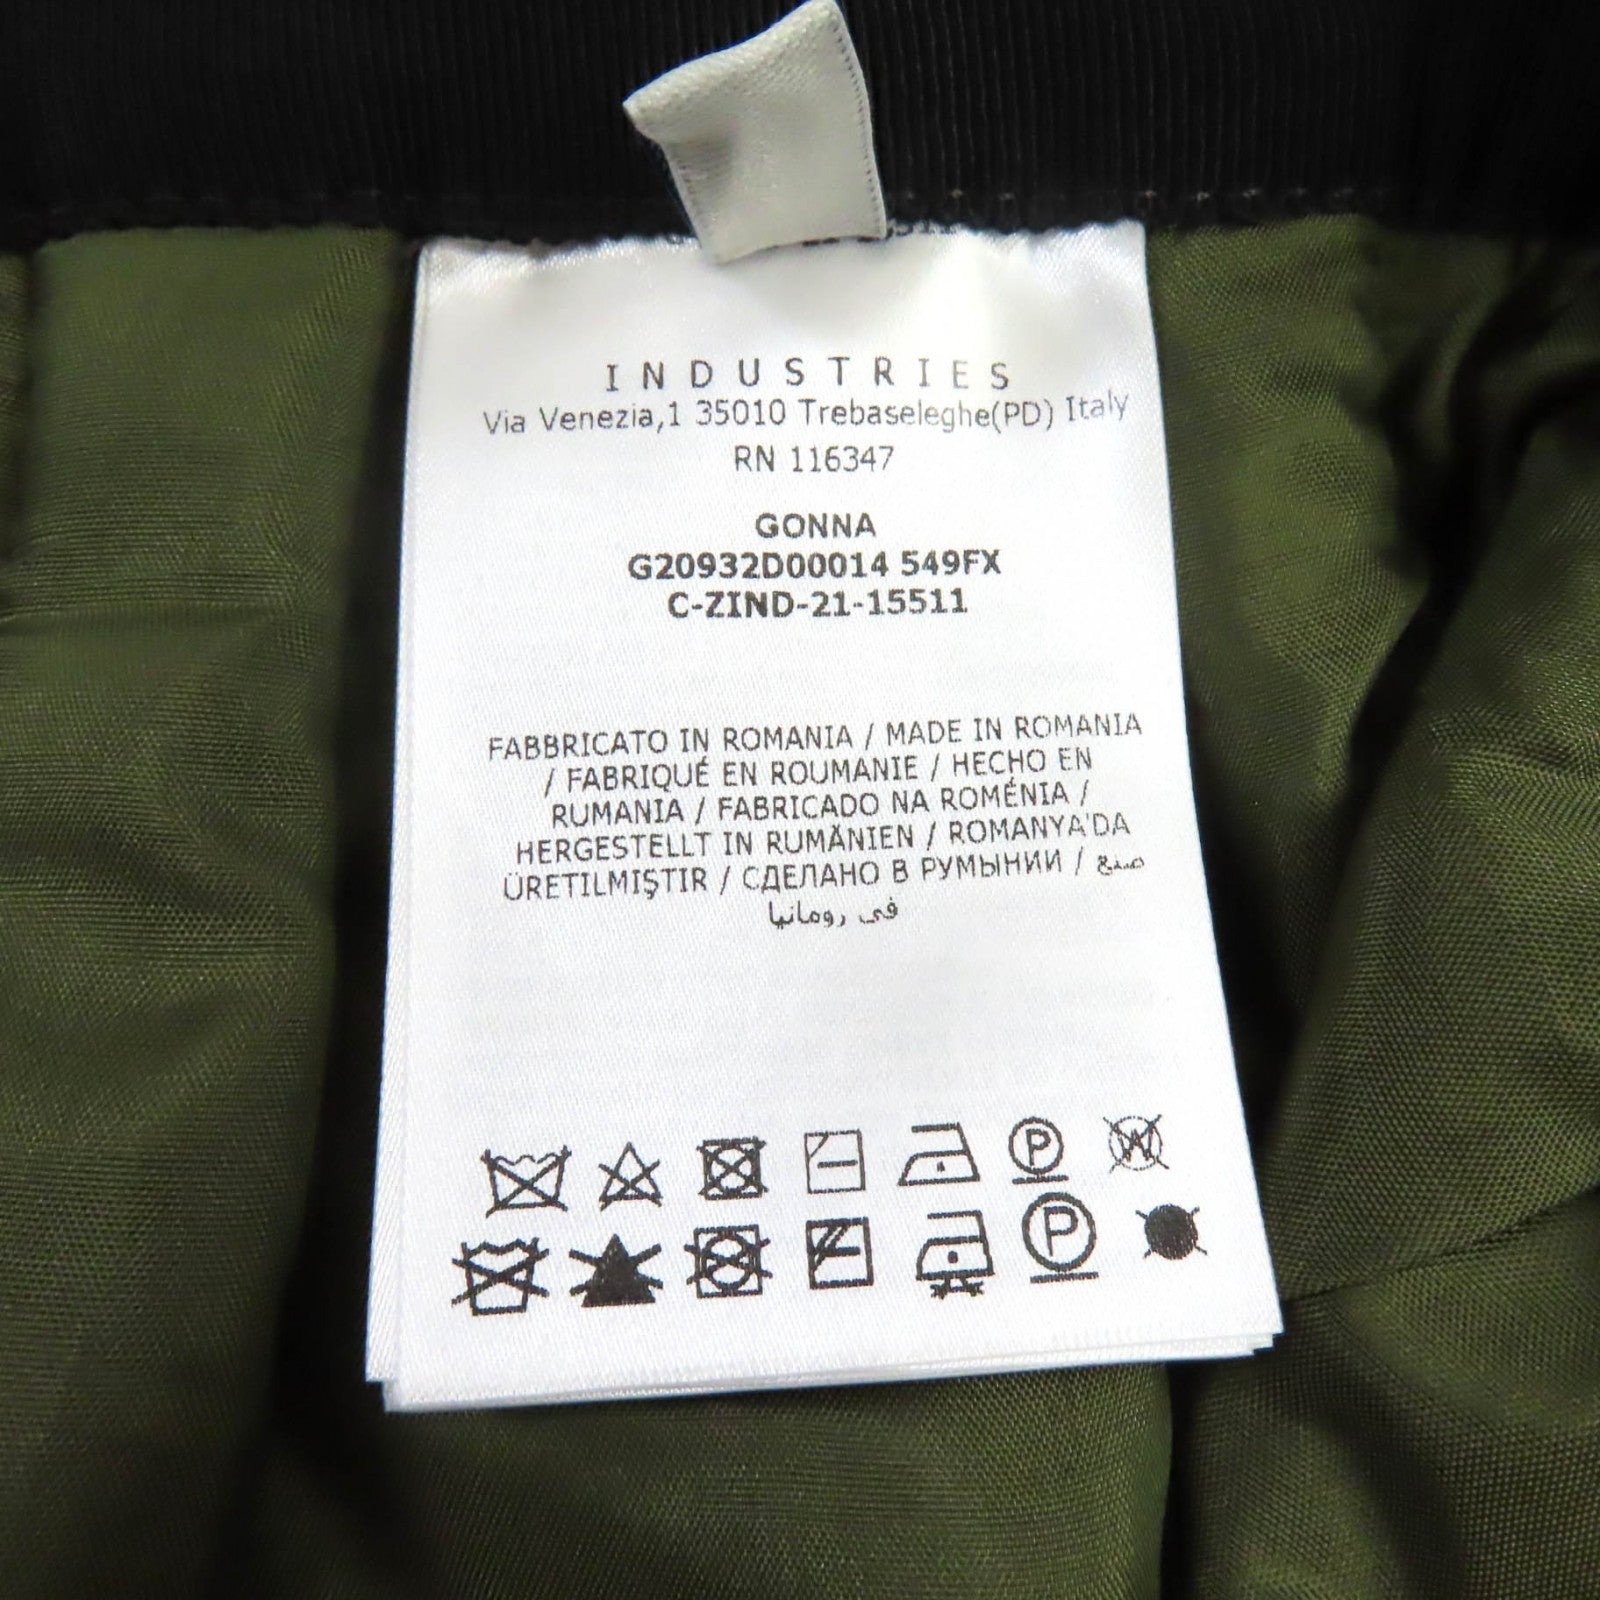 INDUSTRIES
Via Venezia,1 35010 Trebaseleghe(PD) Italy
RN 116347
GONNA
G20932D00014 549FX
C-ZIND-21-15511
FABBRICATO IN ROMANIA / MADE IN ROMANIA
/ FABRIQUÉ EN ROUMANIE / HECHO EN
RUMANIA / FABRICADO NA ROMÉNIA /
HERGESTELLT IN RUMÄNIEN / ROMANYA'DA
ÜRETILMIŞTIR / СДЕЛАНО В РУМЫНИИ / صنع
في رومانيا
P W
P